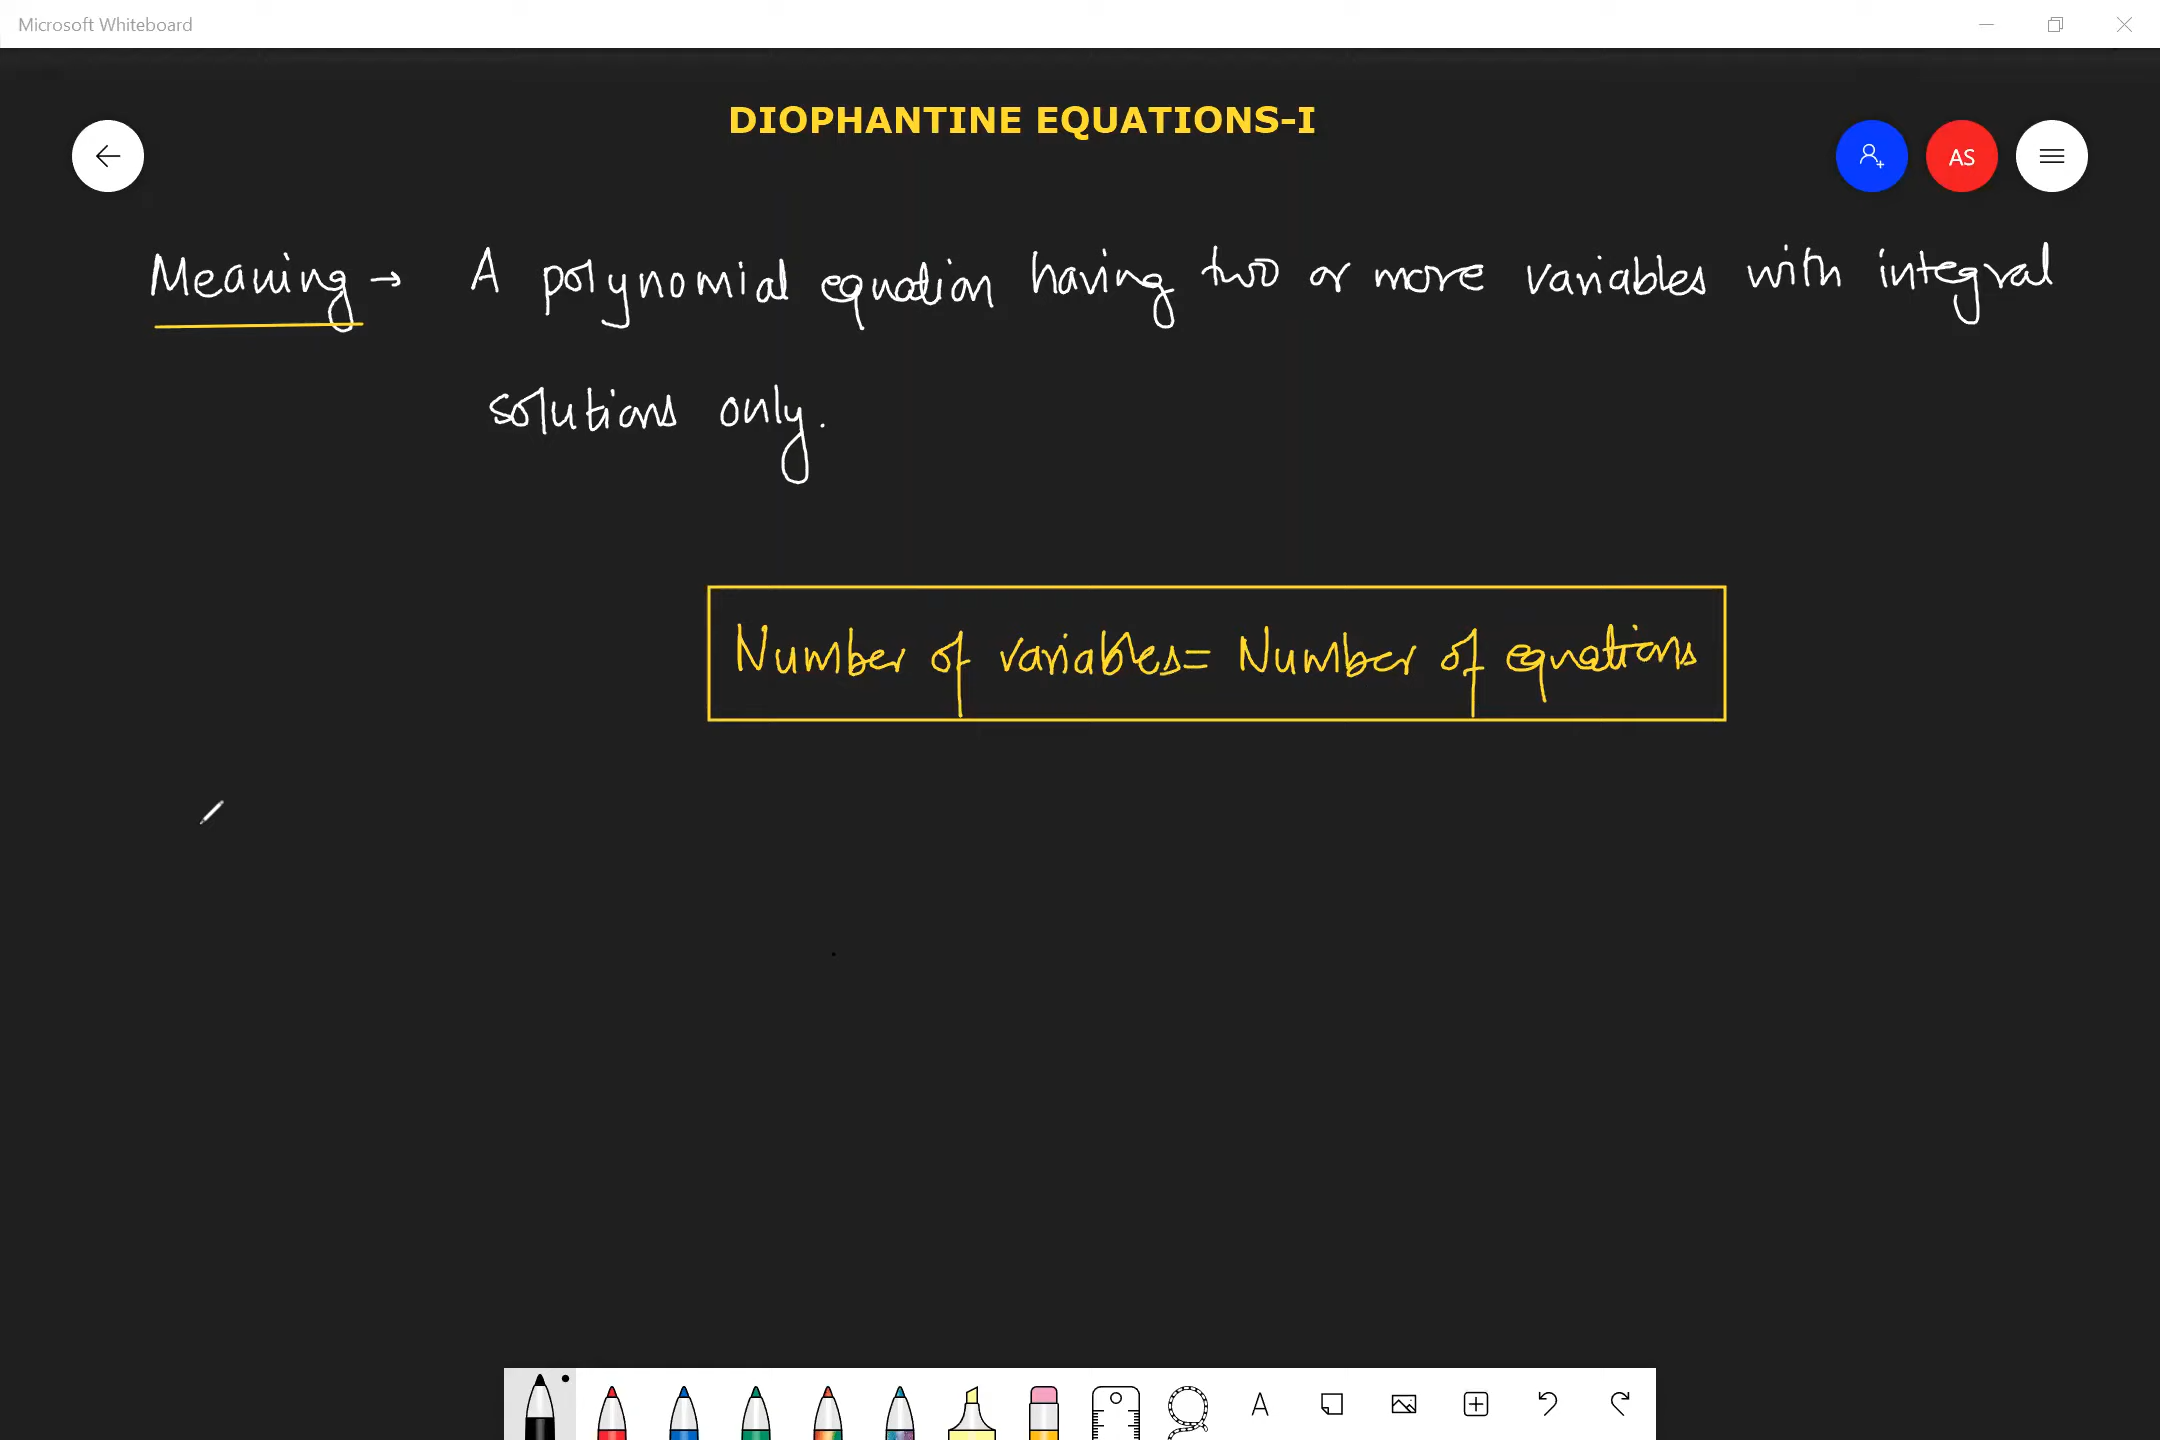 Microsoft Whiteboard
DIOPHANTINE EQUATIONS-I
AS
Meaning → A polynomial equation having two or more variables with integral
solutions only.
Number of variables = Number of equations
A